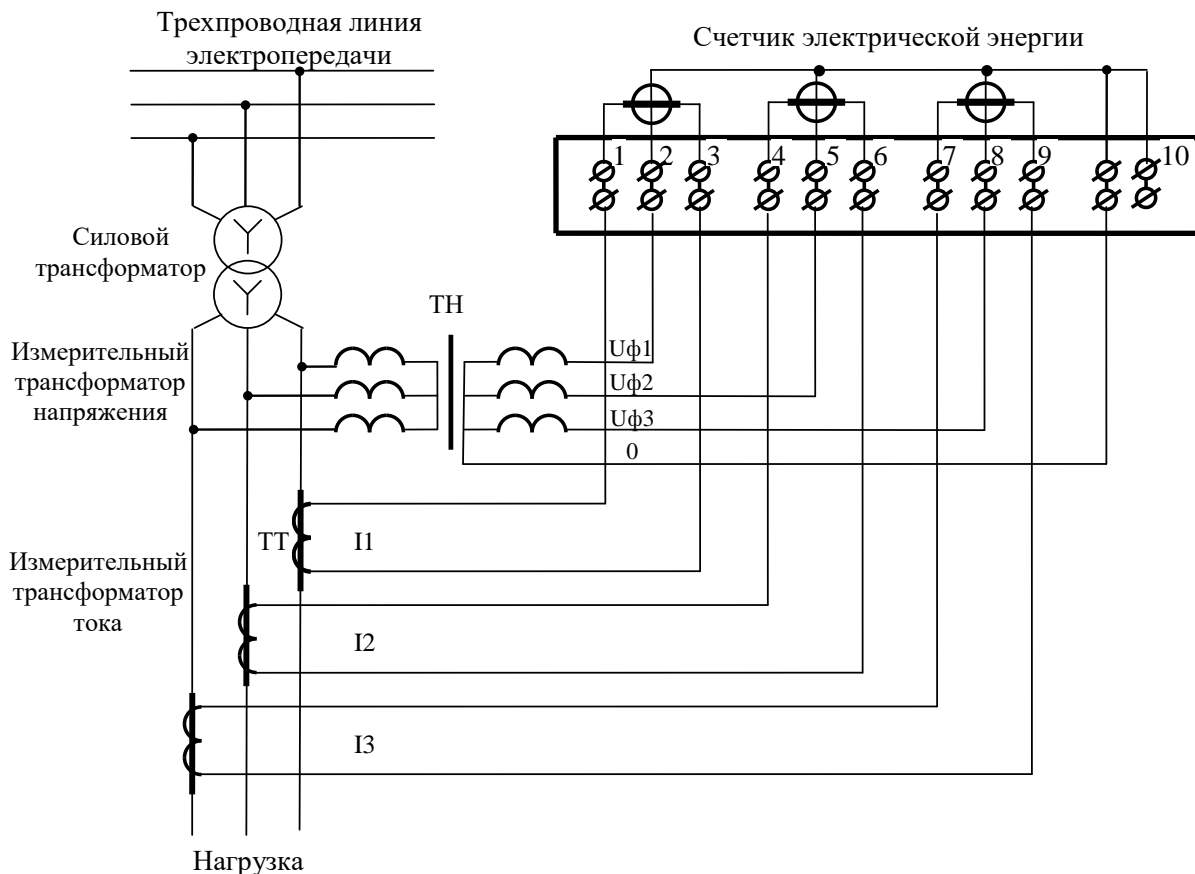 Трехпроводная линия
электропередачи
Счетчик электрической энергии
1 2 3 4 5 6 7 8 9 10
Силовой
трансформатор
ТН
Измерительный
трансформатор
напряжения
Uф1
Uф2
Uф3
0
ТТ
I1
Измерительный
трансформатор
тока
I2
I3
Нагрузка